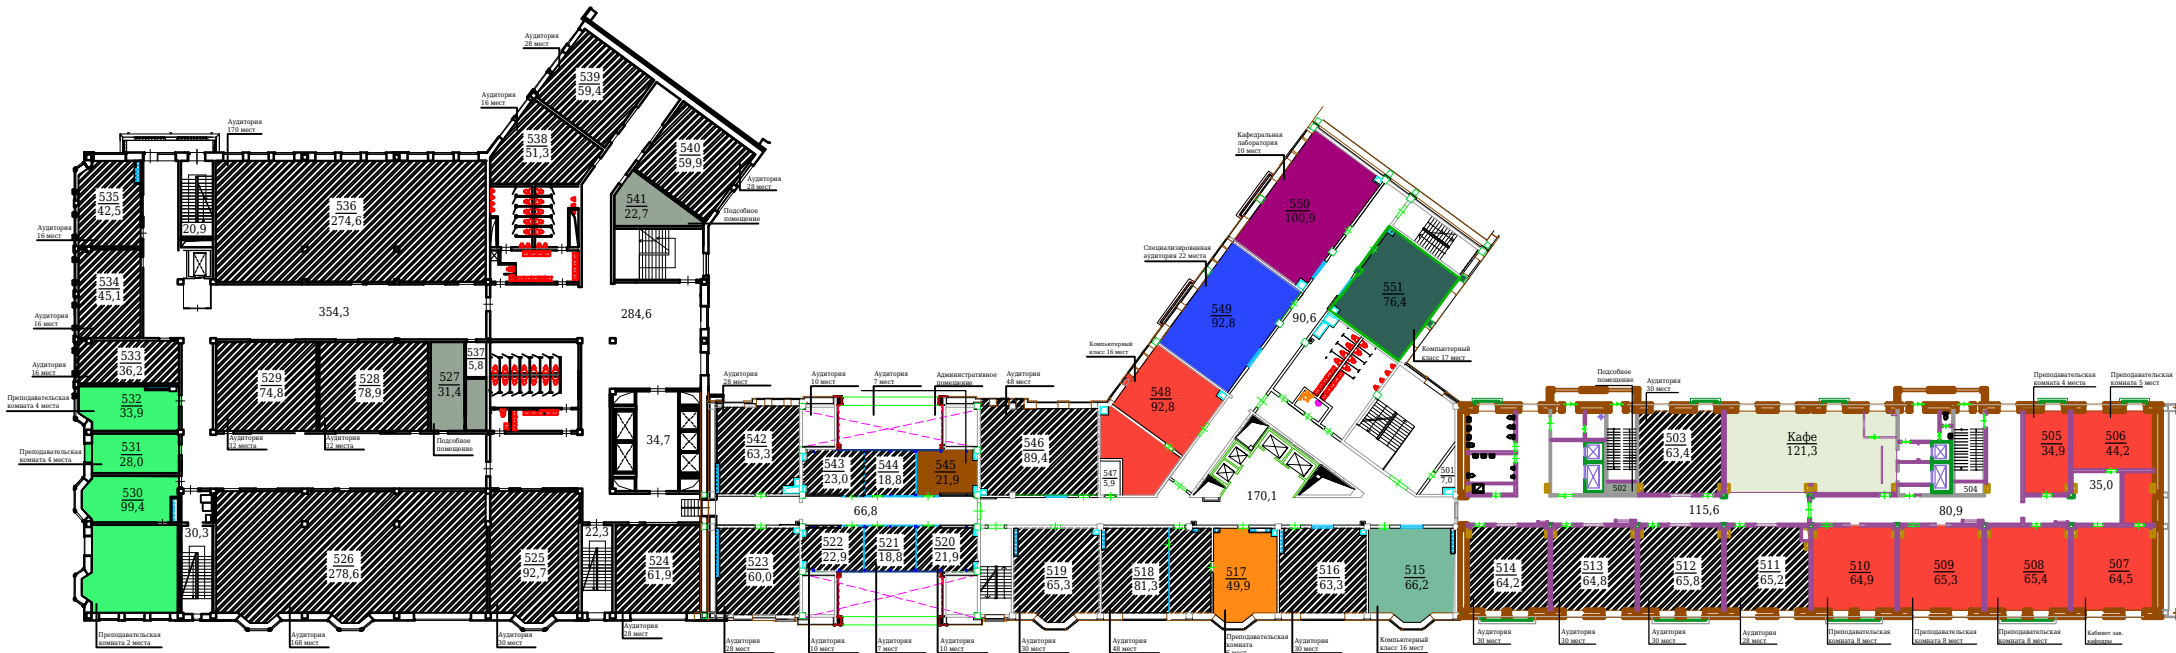 Аудитория
28 мест
539
59,4
Аудитория
16 мест
538
51,3
Аудитория
170 мест
540
59,9
Аудитория
28 мест
541
22,7
Подсобное
помещение
535
42,5
Аудитория
16 мест
20,9
536
274,6
534
45,1
Аудитория
16 мест
354,3
284,6
533
36,2
Аудитория
16 мест
532
33,9
Преподавательская
комната 4 места
531
28,0
Преподавательская
комната 4 места
530
99,4
Преподавательская
комната 2 места
529
74,8
Аудитория
32 мест
528
78,9
Аудитория
32 мест
527
31,4
Подсобное
помещение
537
5,8
34,7
30,3
526
278,6
Аудитория
168 мест
525
92,7
Аудитория
30 мест
22,3
524
61,9
Аудитория
28 мест
Аудитория
28 мест
542
63,3
Аудитория
10 мест
543
23,0
Аудитория
7 мест
544
18,8
Административное
помещение
545
21,9
Аудитория
48 мест
546
89,4
66,8
523
60,0
Аудитория
28 мест
522
22,9
Аудитория
10 мест
521
18,8
Аудитория
7 мест
520
21,9
Аудитория
10 мест
519
65,3
Аудитория
30 мест
518
81,3
Аудитория
48 мест
517
49,9
Преподавательская
комната
516
63,3
Аудитория
30 мест
515
66,2
Компьютерный
класс 16 мест
Кафедральная
лаборатория
10 мест
550
100,9
Специализированная
аудитория 22 места
549
92,8
Компьютерный
класс 16 мест
548
92,8
547
5,9
90,6
551
76,4
Компьютерный
класс 17 мест
170,1
501
7,0
Подсобное
помещение
502
Аудитория
30 мест
503
63,4
Кафе
121,3
504
Преподавательская
комната 4 места
505
34,9
Преподавательская
комната 5 мест
506
44,2
35,0
115,6
80,9
514
64,2
Аудитория
30 мест
513
64,8
Аудитория
30 мест
512
65,8
Аудитория
30 мест
511
65,2
Аудитория
28 мест
510
64,9
Преподавательская
комната 8 мест
509
65,3
Преподавательская
комната 8 мест
508
65,4
Преподавательская
комната 8 мест
507
64,5
Кабинет зав.
кафедры